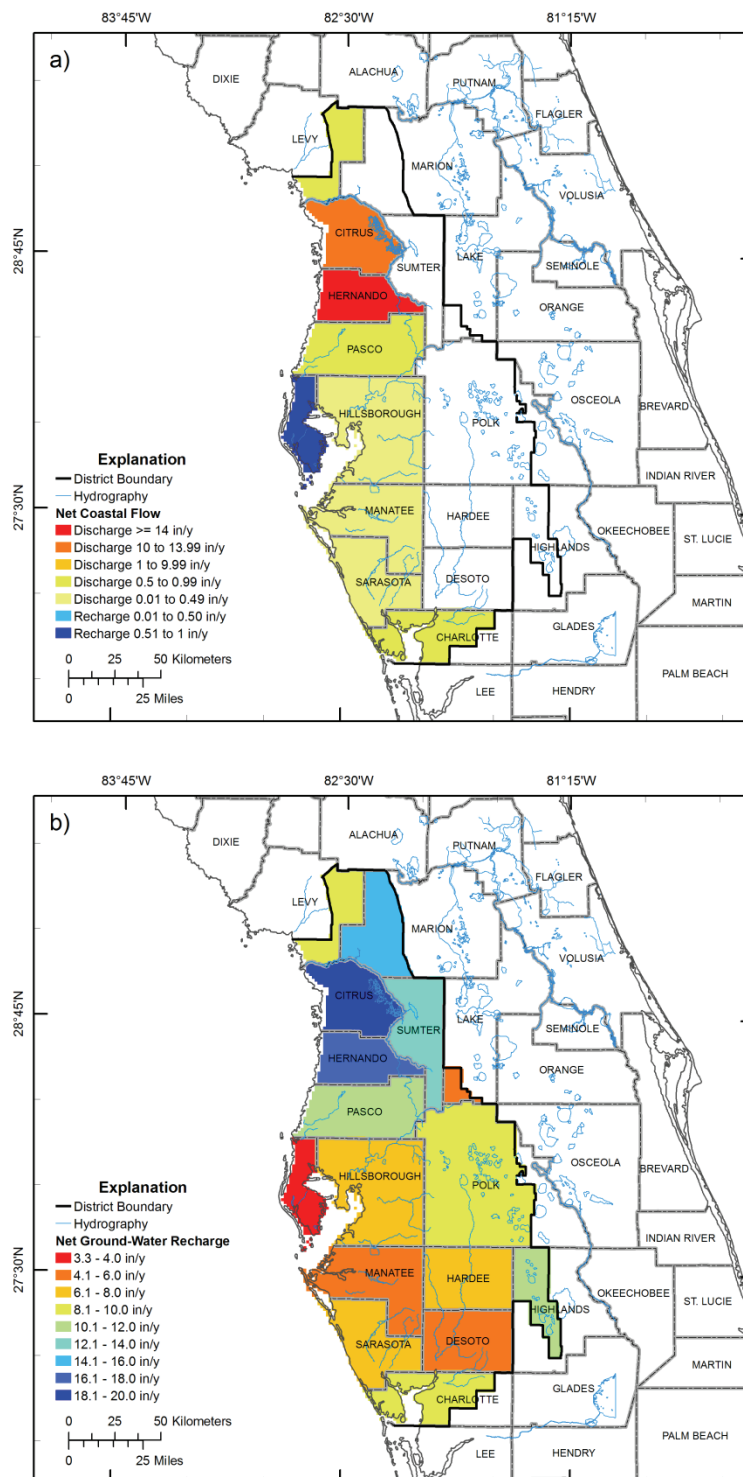 83°45'W 82°30'W 81°15'W
a)
ALACHUA
PUTNAM
DIXIE
FLAGLER
LEVY
MARION
VOLUSIA
28°45'N
CITRUS
SUMTER
LAKE
SEMINOLE
HERNANDO
ORANGE
PASCO
OSCEOLA
BREVARD
HILLSBOROUGH
POLK
Explanation
District Boundary
Hydrography
Net Coastal Flow
Discharge >= 14 in/y
Discharge 10 to 13.99 in/y
Discharge 1 to 9.99 in/y
Discharge 0.5 to 0.99 in/y
Discharge 0.01 to 0.49 in/y
Recharge 0.01 to 0.50 in/y
Recharge 0.51 to 1 in/y
0 25 50 Kilometers
0 25 Miles
INDIAN RIVER
27°30'N
MANATEE
HARDEE
OKEECHOBEE
ST. LUCIE
HIGHLANDS
SARASOTA
DESOTO
MARTIN
CHARLOTTE
GLADES
PALM BEACH
LEE
HENDRY
83°45'W 82°30'W 81°15'W
b)
ALACHUA
PUTNAM
DIXIE
FLAGLER
LEVY
MARION
VOLUSIA
28°45'N
CITRUS
SUMTER
LAKE
SEMINOLE
HERNANDO
ORANGE
PASCO
OSCEOLA
BREVARD
HILLSBOROUGH
POLK
Explanation
District Boundary
Hydrography
Net Ground-Water Recharge
3.3 - 4.0 in/y
4.1 - 6.0 in/y
6.1 - 8.0 in/y
8.1 - 10.0 in/y
10.1 - 12.0 in/y
12.1 - 14.0 in/y
14.1 - 16.0 in/y
16.1 - 18.0 in/y
18.1 - 20.0 in/y
0 25 50 Kilometers
0 25 Miles
INDIAN RIVER
27°30'N
MANATEE
HARDEE
OKEECHOBEE
ST. LUCIE
HIGHLANDS
SARASOTA
DESOTO
MARTIN
CHARLOTTE
GLADES
PALM BEACH
LEE
HENDRY